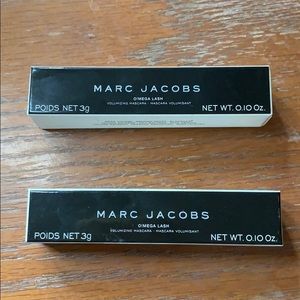 MARC JACOBS
O!MEGA LASH
VOLUMIZING MASCARA · MASCARA VOLUMISANT
POIDS NET 3g NET WT. 0.10 Oz.
MARC JACOBS
O!MEGA LASH
VOLUMIZING MASCARA · MASCARA VOLUMISANT
POIDS NET 3g NET WT. 0.10 Oz.